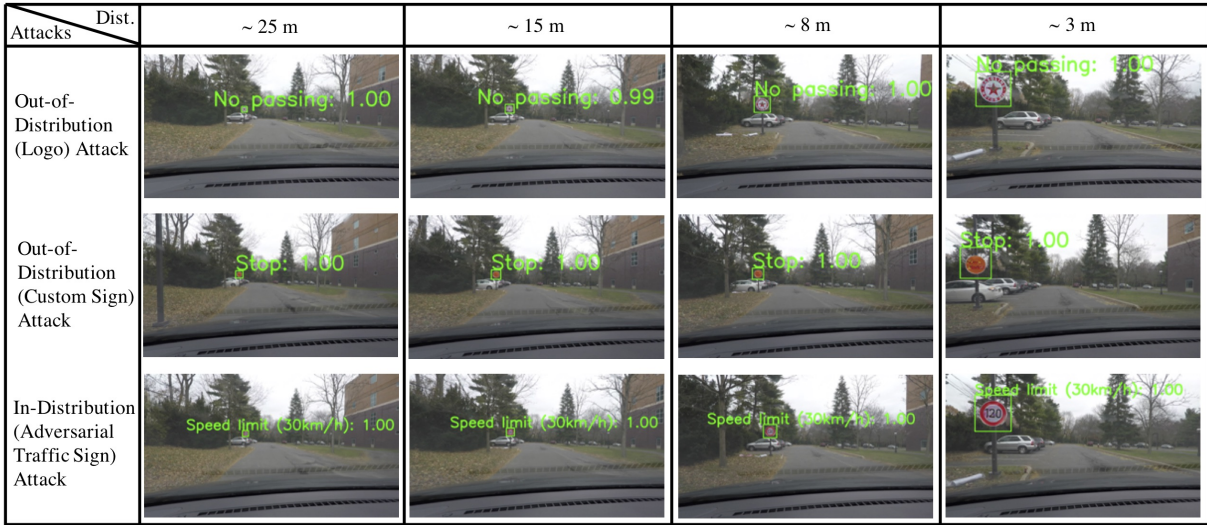 Dist.
Attacks
~ 25 m
~ 15 m
~ 8 m
~ 3 m
Out-of-
Distribution
(Logo) Attack
No passing: 1.00
No passing: 0.99
No passing: 1.00
No passing: 1.00
Out-of-
Distribution
(Custom Sign)
Attack
Stop: 1.00
Stop: 1.00
Stop: 1.00
Stop: 1.00
In-Distribution
(Adversarial
Traffic Sign)
Attack
Speed limit (30km/h): 1.00
Speed limit (30km/h): 1.00
Speed limit (30km/h): 1.00
Speed limit (30km/h): 1.00